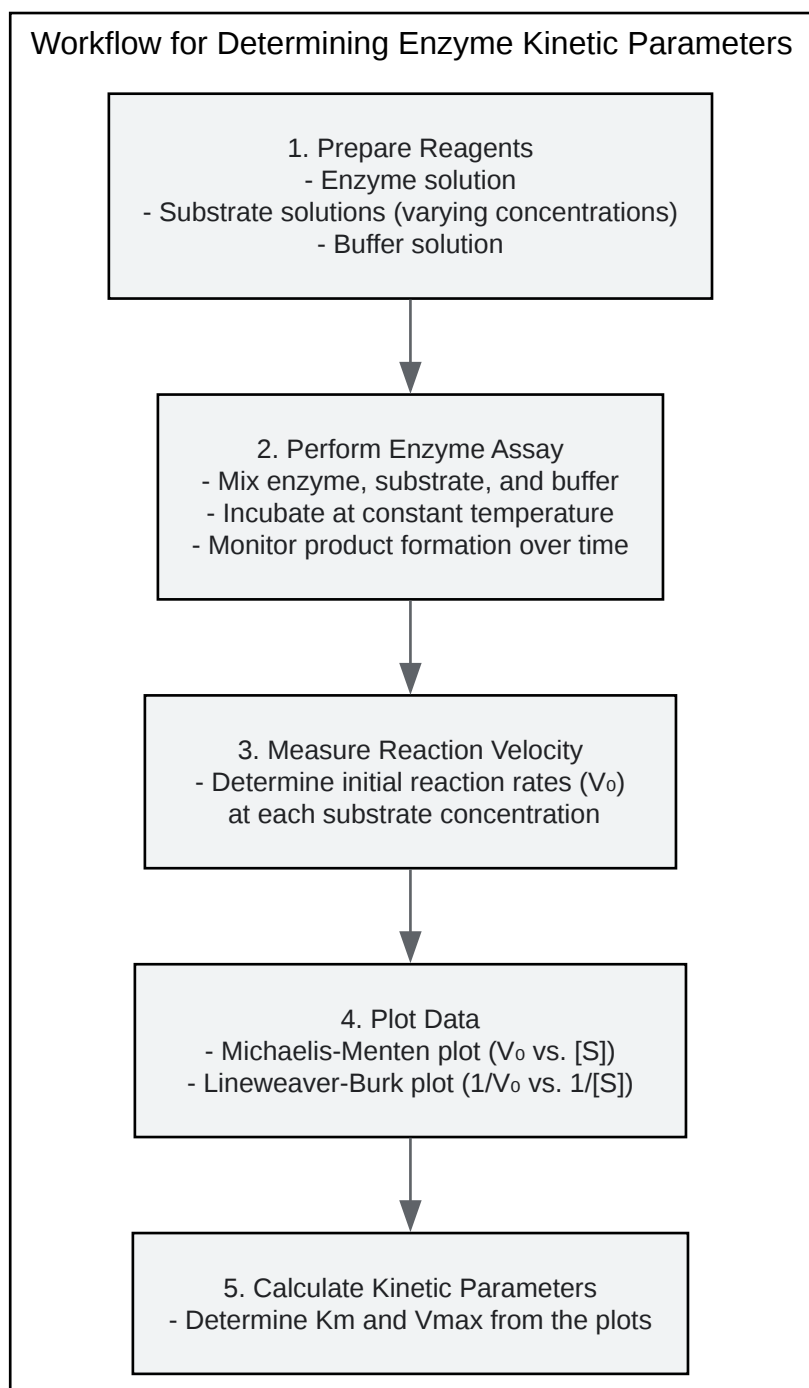 Workflow for Determining Enzyme Kinetic Parameters
1. Prepare Reagents
- Enzyme solution
- Substrate solutions (varying concentrations)
- Buffer solution
2. Perform Enzyme Assay
- Mix enzyme, substrate, and buffer
- Incubate at constant temperature
- Monitor product formation over time
3. Measure Reaction Velocity
- Determine initial reaction rates (V₀)
at each substrate concentration
4. Plot Data
- Michaelis-Menten plot (V₀ vs. [S])
- Lineweaver-Burk plot (1/V₀ vs. 1/[S])
5. Calculate Kinetic Parameters
- Determine Km and Vmax from the plots